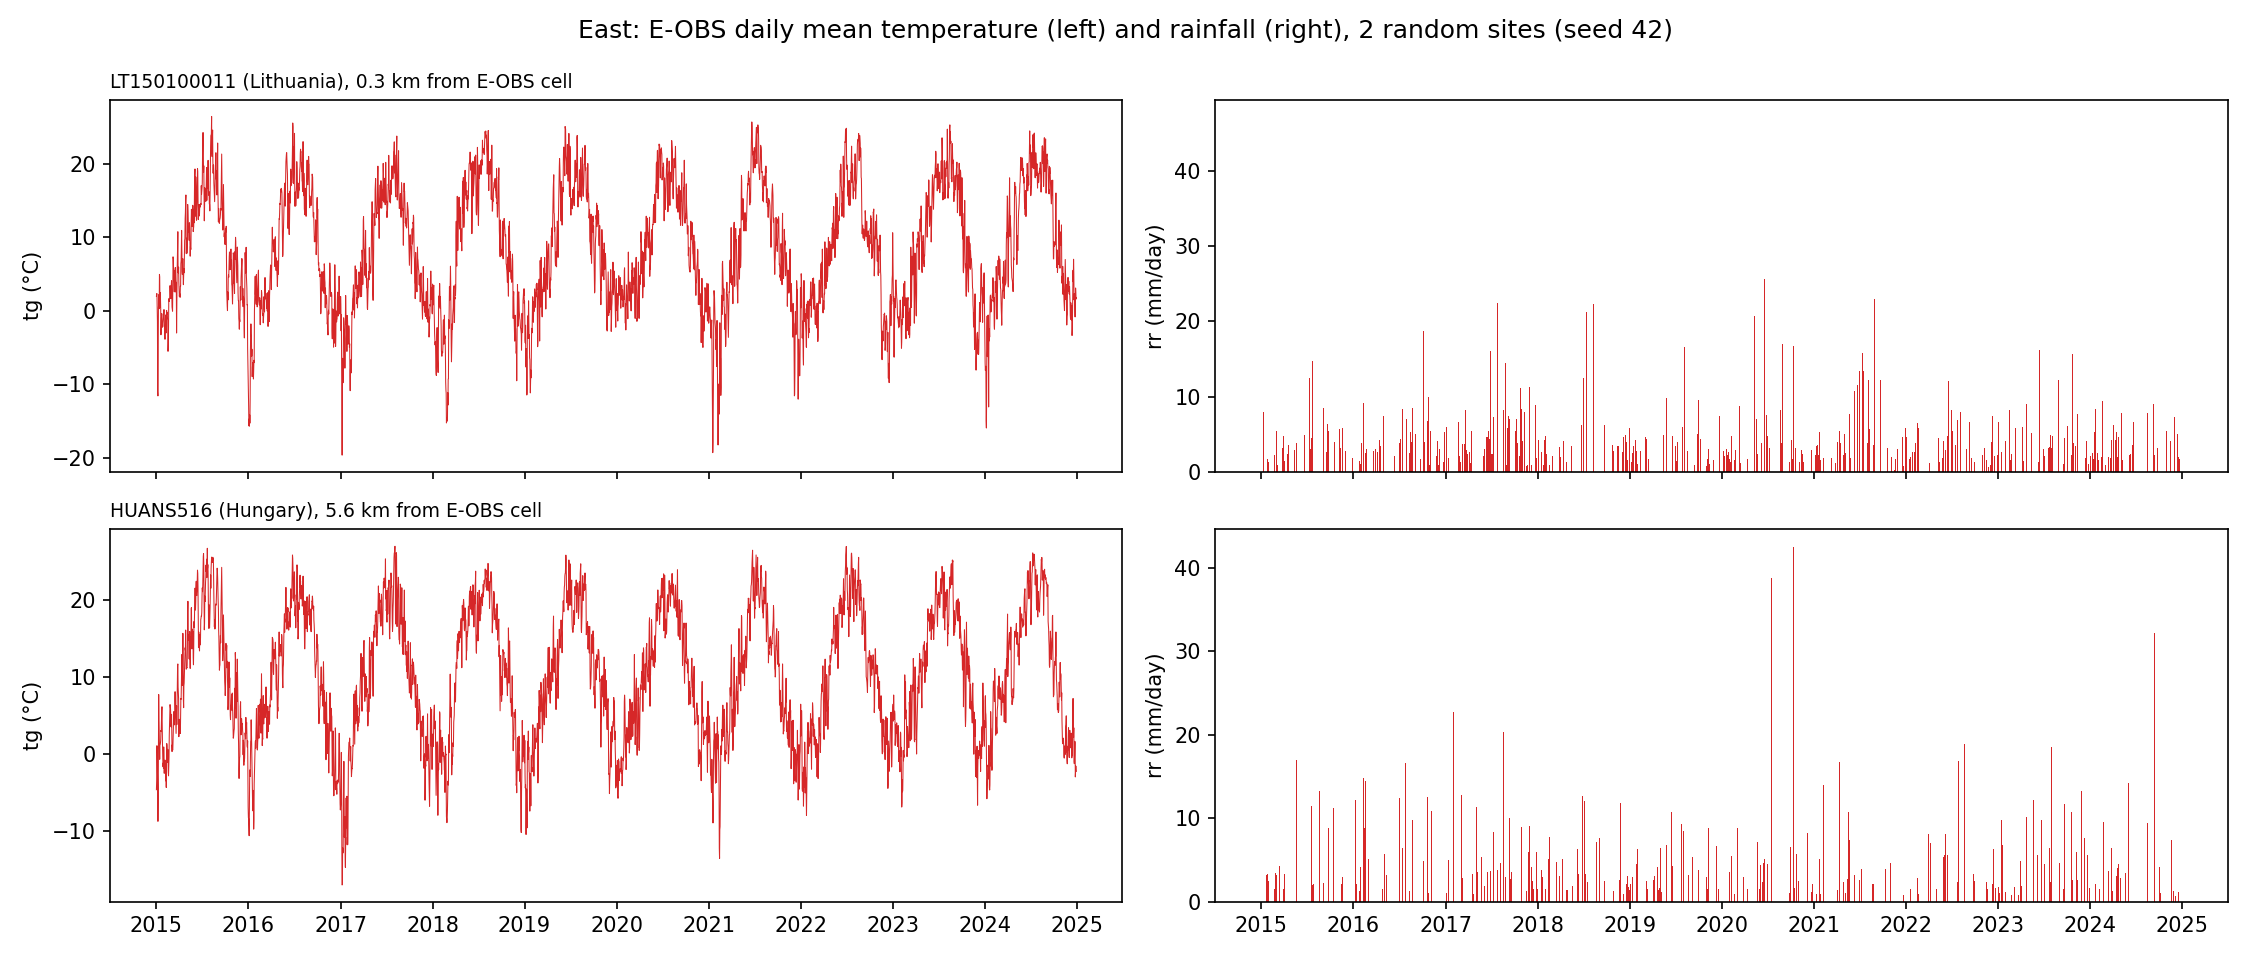 East: E-OBS daily mean temperature (left) and rainfall (right), 2 random sites (seed 42)
LT150100011 (Lithuania), 0.3 km from E-OBS cell
tg (°C)
20
10
0
−10
−20
rr (mm/day)
40
30
20
10
0
HUANS516 (Hungary), 5.6 km from E-OBS cell
tg (°C)
20
10
0
−10
2015 2016 2017 2018 2019 2020 2021 2022 2023 2024 2025
rr (mm/day)
40
30
20
10
0
2015 2016 2017 2018 2019 2020 2021 2022 2023 2024 2025